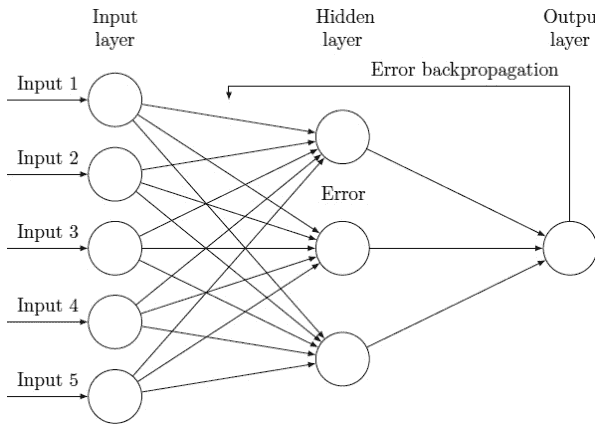 Input
layer
Hidden
layer
Outpu
layer
Error backpropagation
Input 1
Input 2
Error
Input 3
Input 4
Input 5